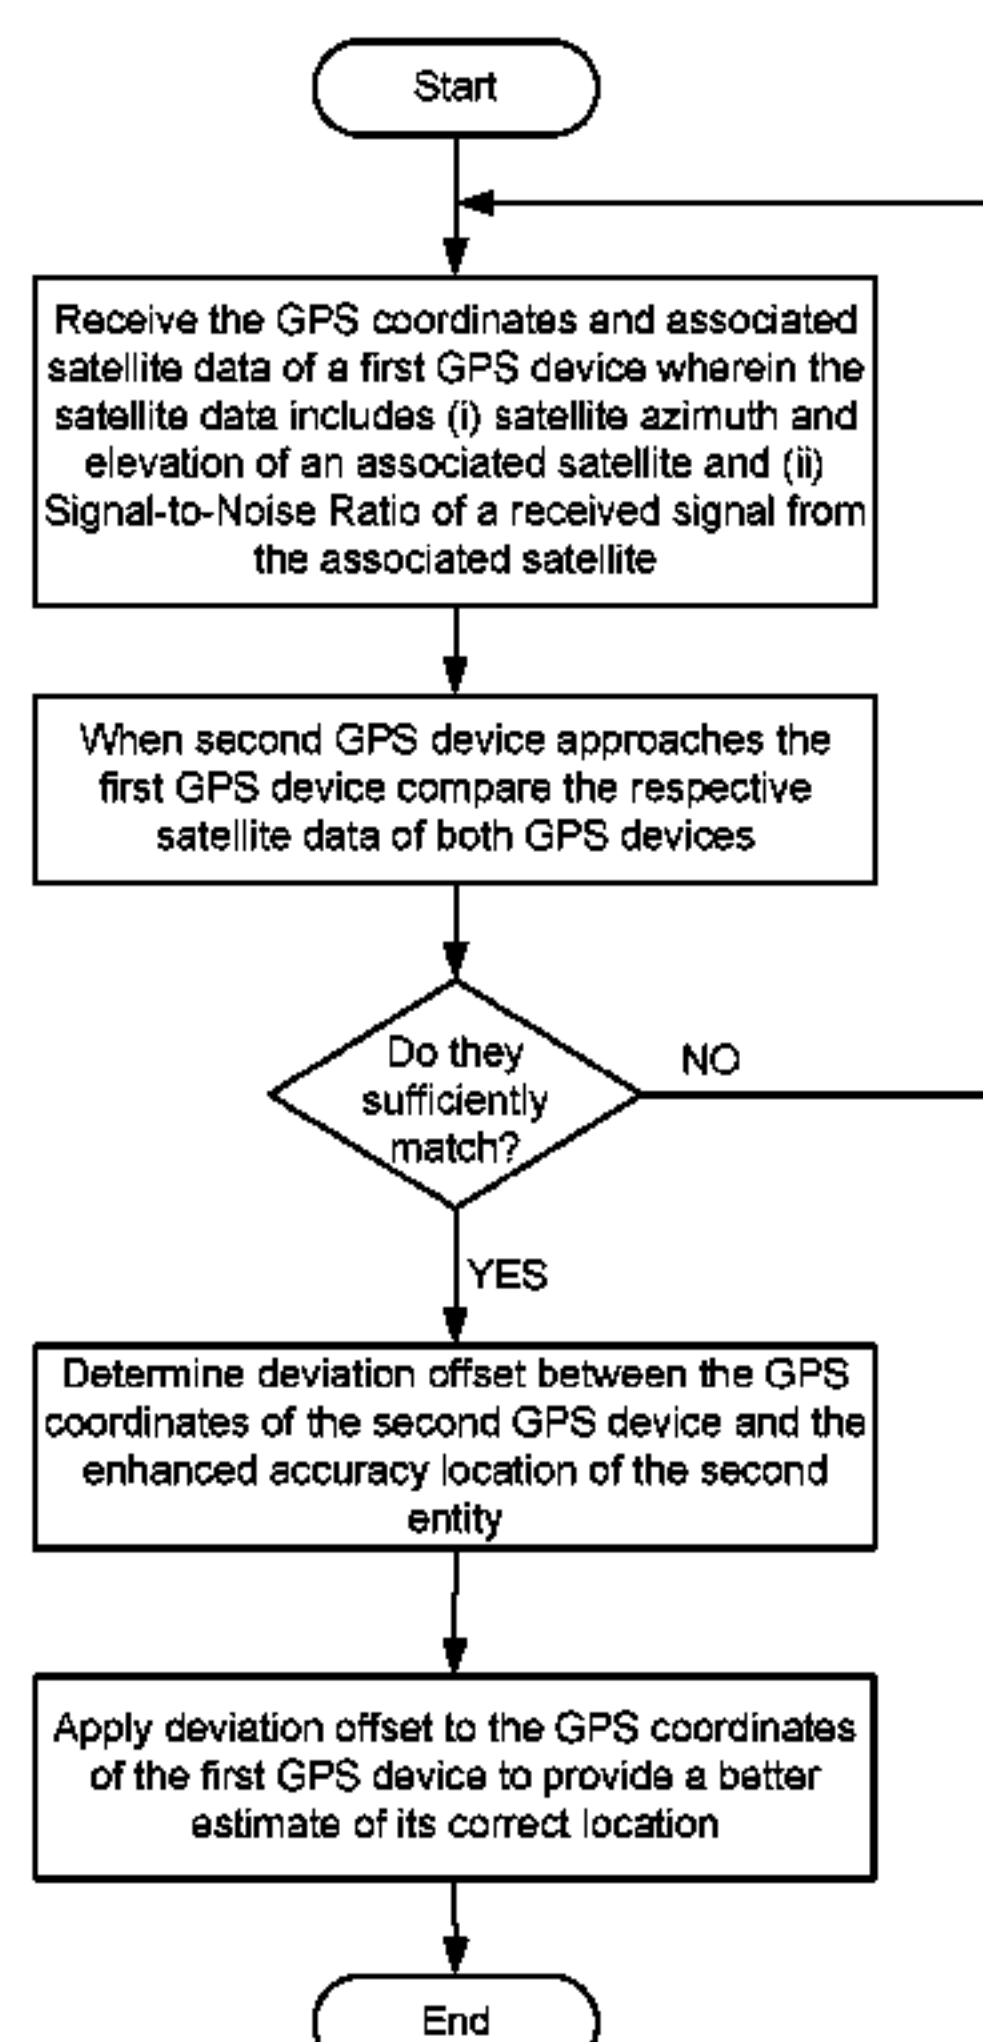 Start
Receive the GPS coordinates and associated
satellite data of a first GPS device wherein the
satellite data includes (i) satellite azimuth and
elevation of an associated satellite and (ii)
Signal-to-Noise Ratio of a received signal from
the associated satellite
When second GPS device approaches the
first GPS device compare the respective
satellite data of both GPS devices
Do they
sufficiently
match?
NO
YES
Determine deviation offset between the GPS
coordinates of the second GPS device and the
enhanced accuracy location of the second
entity
Apply deviation offset to the GPS coordinates
of the first GPS device to provide a better
estimate of its correct location
End